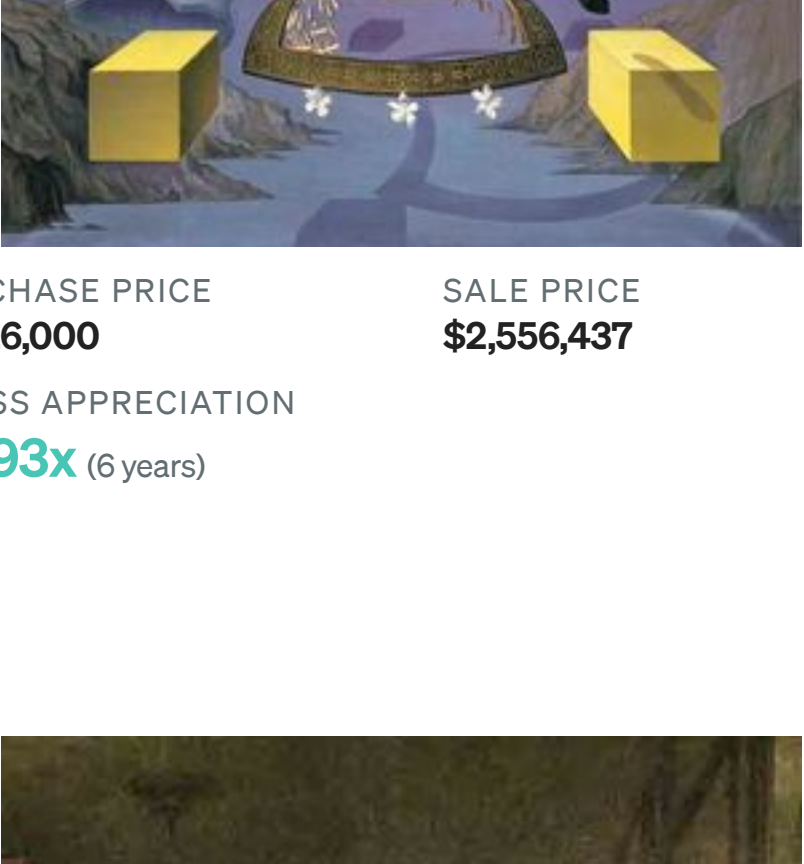 CHASE PRICE
6,000
SALE PRICE
$2,556,437
SS APPRECIATION
93x (6 years)